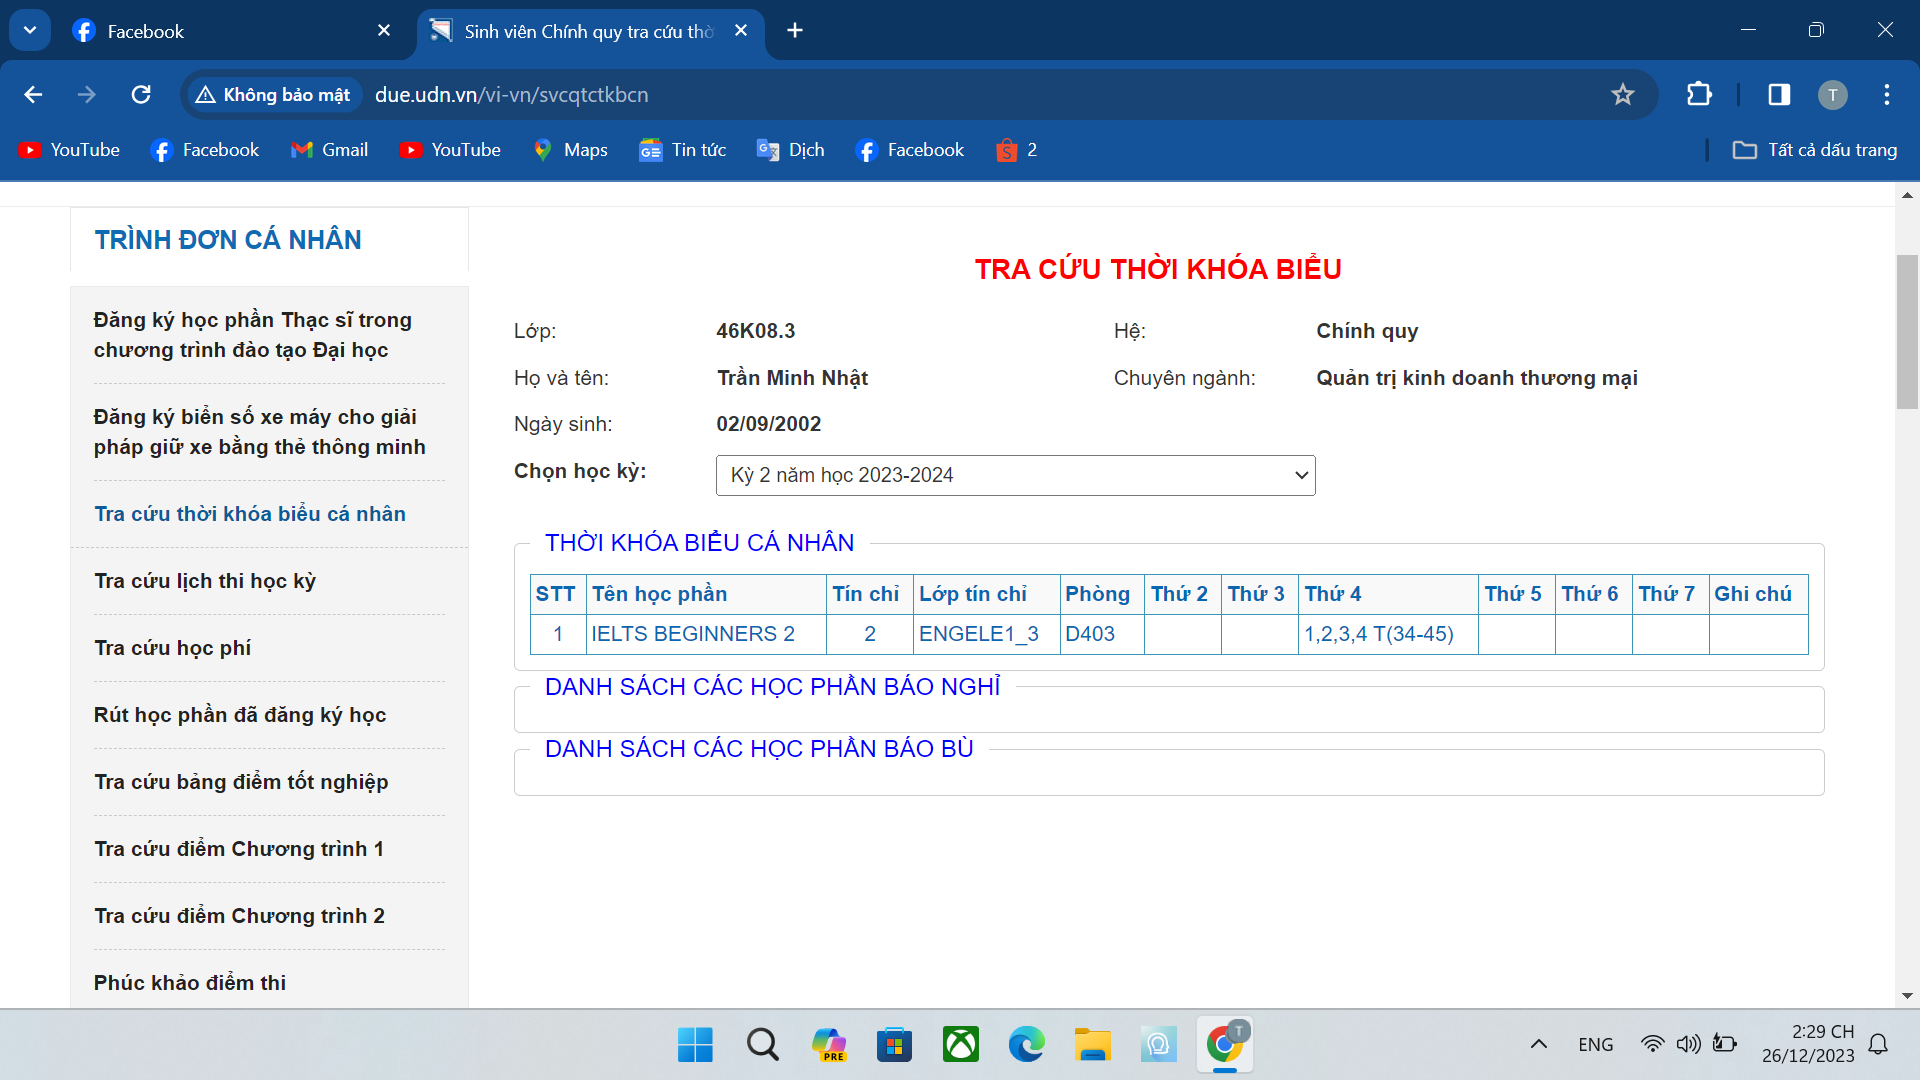 Facebook
Sinh viên Chính quy tra cứu thờ
Không bảo mật due.udn.vn/vi-vn/svcqtctkbcn
T
YouTube Facebook Gmail YouTube Maps Tin tức Dịch Facebook 2 Tất cả dấu trang
TRÌNH ĐƠN CÁ NHÂN
Đăng ký học phần Thạc sĩ trong
chương trình đào tạo Đại học
Đăng ký biển số xe máy cho giải
pháp giữ xe bằng thẻ thông minh
Tra cứu thời khóa biểu cá nhân
Tra cứu lịch thi học kỳ
Tra cứu học phí
Rút học phần đã đăng ký học
Tra cứu bảng điểm tốt nghiệp
Tra cứu điểm Chương trình 1
Tra cứu điểm Chương trình 2
Phúc khảo điểm thi
TRA CỨU THỜI KHÓA BIỂU
Lớp: 46K08.3 Hệ: Chính quy
Họ và tên: Trần Minh Nhật Chuyên ngành: Quản trị kinh doanh thương mại
Ngày sinh: 02/09/2002
Chọn học kỳ: Kỳ 2 năm học 2023-2024
THỜI KHÓA BIỂU CÁ NHÂN
STT Tên học phần Tín chỉ Lớp tín chỉ Phòng Thứ 2 Thứ 3 Thứ 4 Thứ 5 Thứ 6 Thứ 7 Ghi chú
1 IELTS BEGINNERS 2 2 ENGELE1_3 D403 1,2,3,4 T(34-45)
DANH SÁCH CÁC HỌC PHẦN BÁO NGHỈ
DANH SÁCH CÁC HỌC PHẦN BÁO BÙ
PRE
T
ENG
2:29 CH
26/12/2023